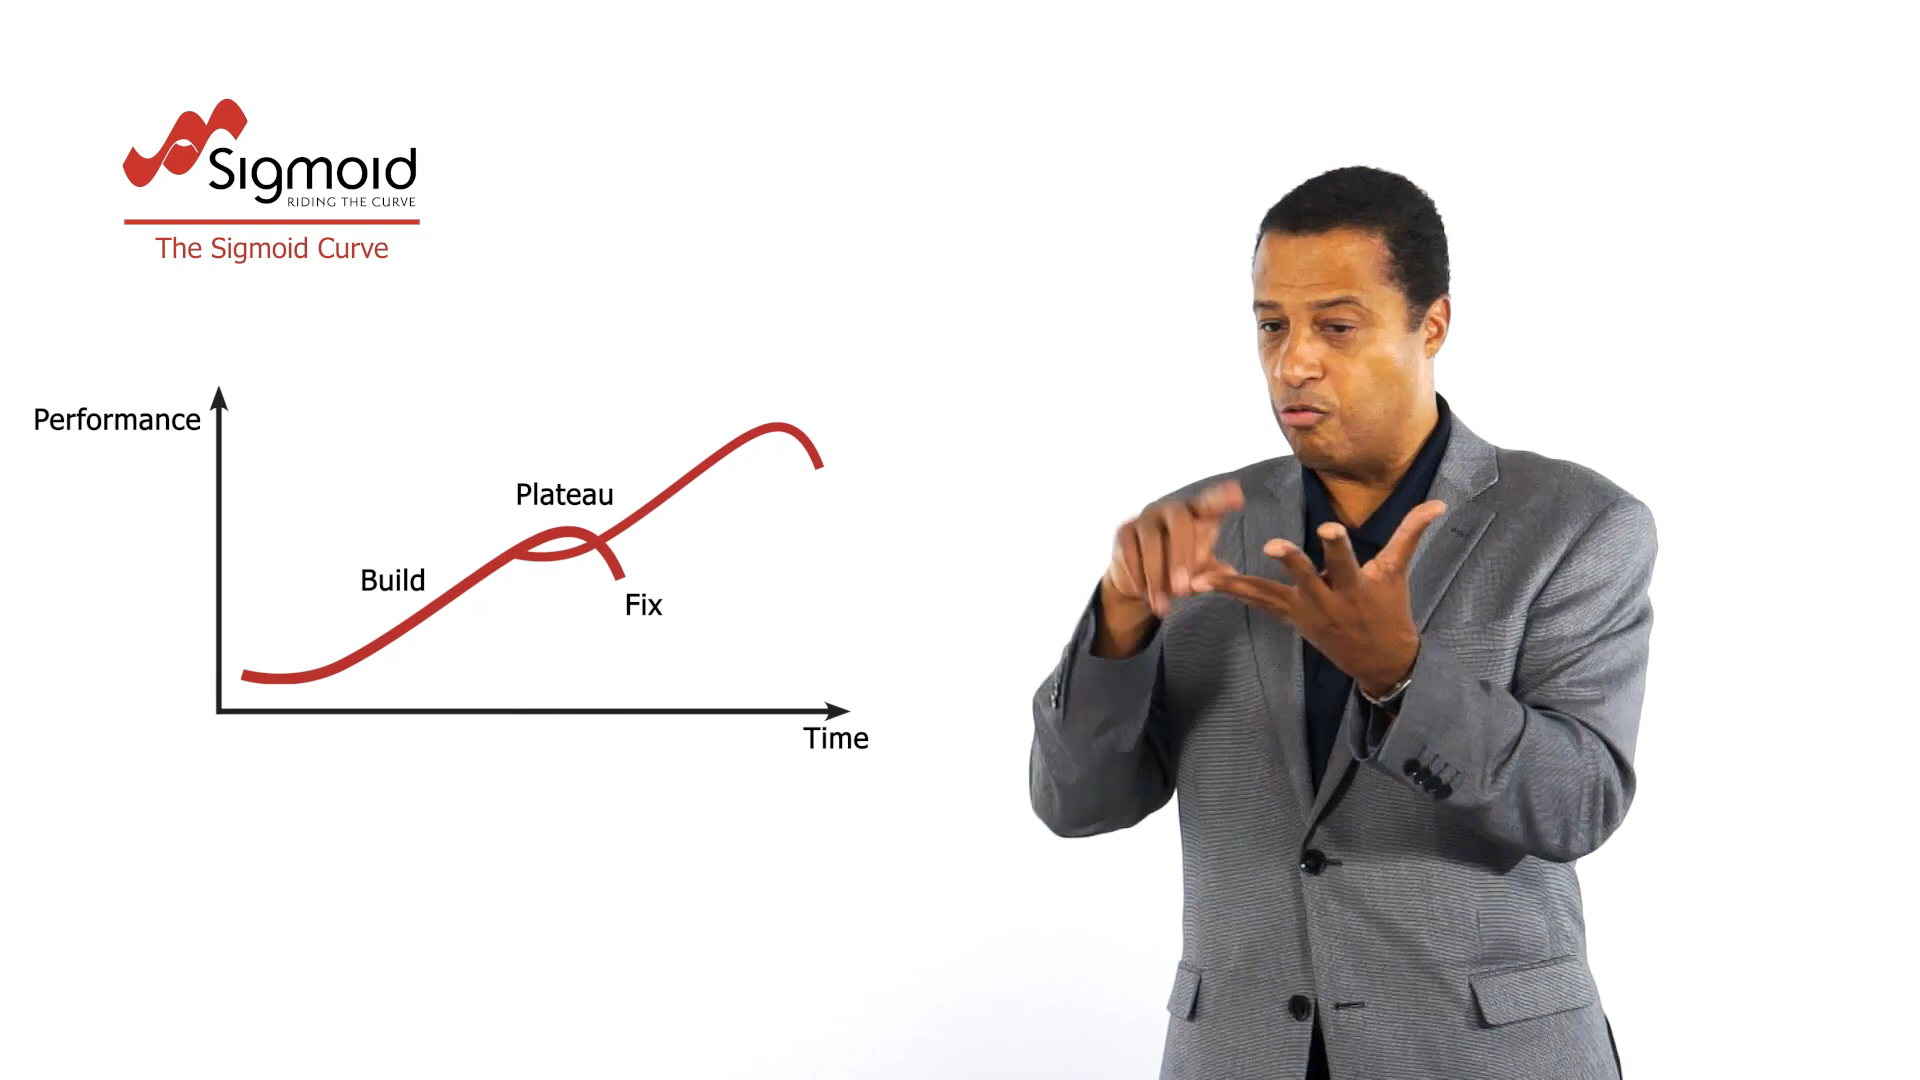 Sigmoid
RIDING THE CURVE
The Sigmoid Curve
Performance
Plateau
Build
Fix
Time